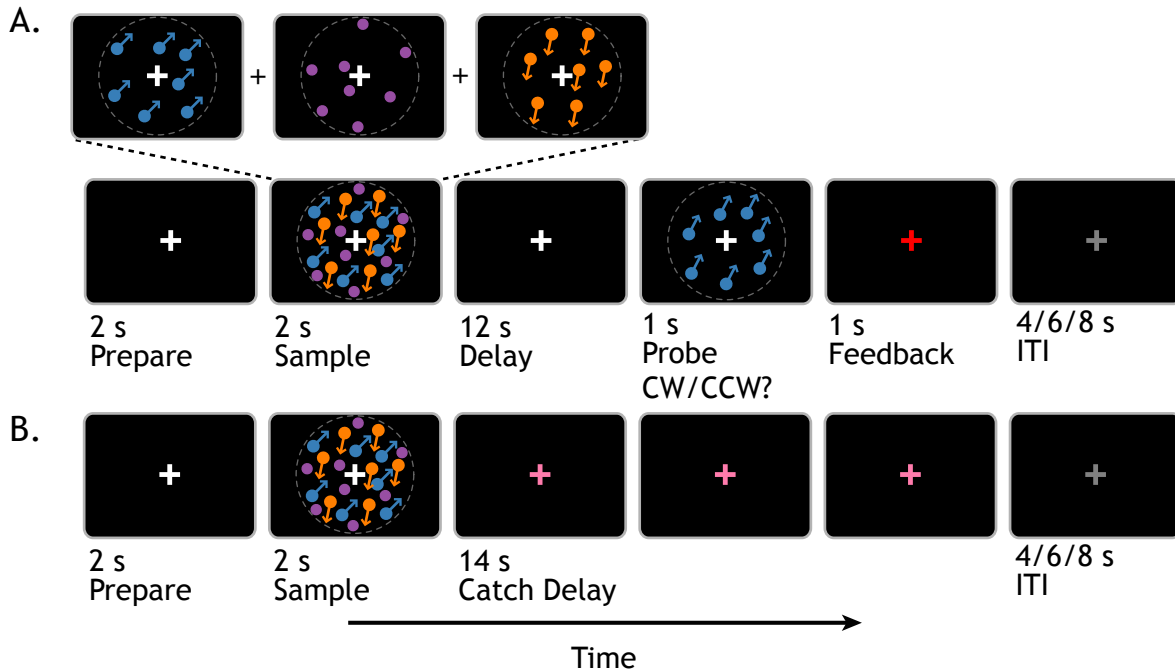 A.
+ +
2 s 2 s 12 s 1 s 1 s 4/6/8 s
Prepare Sample Delay Probe Feedback ITI
CW/CCW?
B.
2 s 2 s 14 s 4/6/8 s
Prepare Sample Catch Delay ITI
Time